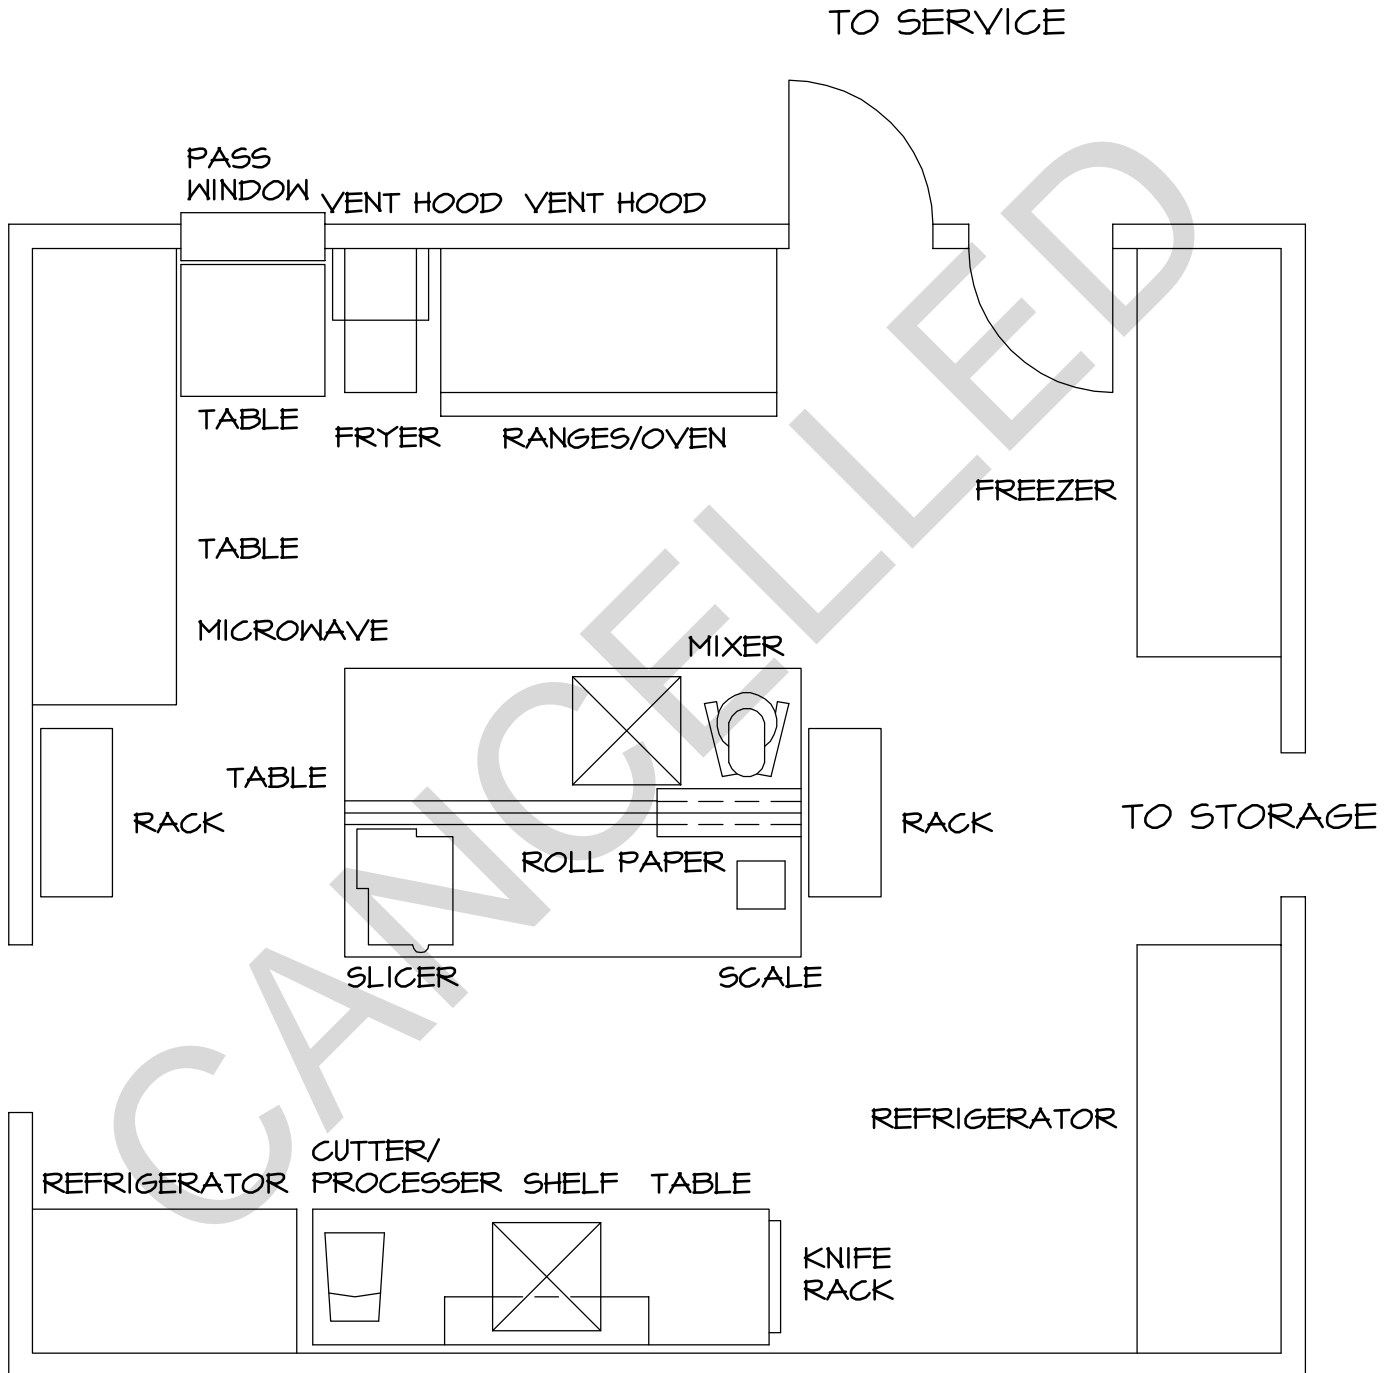 TO SERVICE
PASS
WINDOW
VENT HOOD
VENT HOOD
TABLE
FRYER
RANGES/OVEN
FREEZER
TABLE
MICROWAVE
MIXER
TABLE
RACK
RACK
TO STORAGE
ROLL PAPER
SLICER
SCALE
REFRIGERATOR
CUTTER/
PROCESSER
REFRIGERATOR
SHELF
TABLE
KNIFE
RACK
CANCELLED